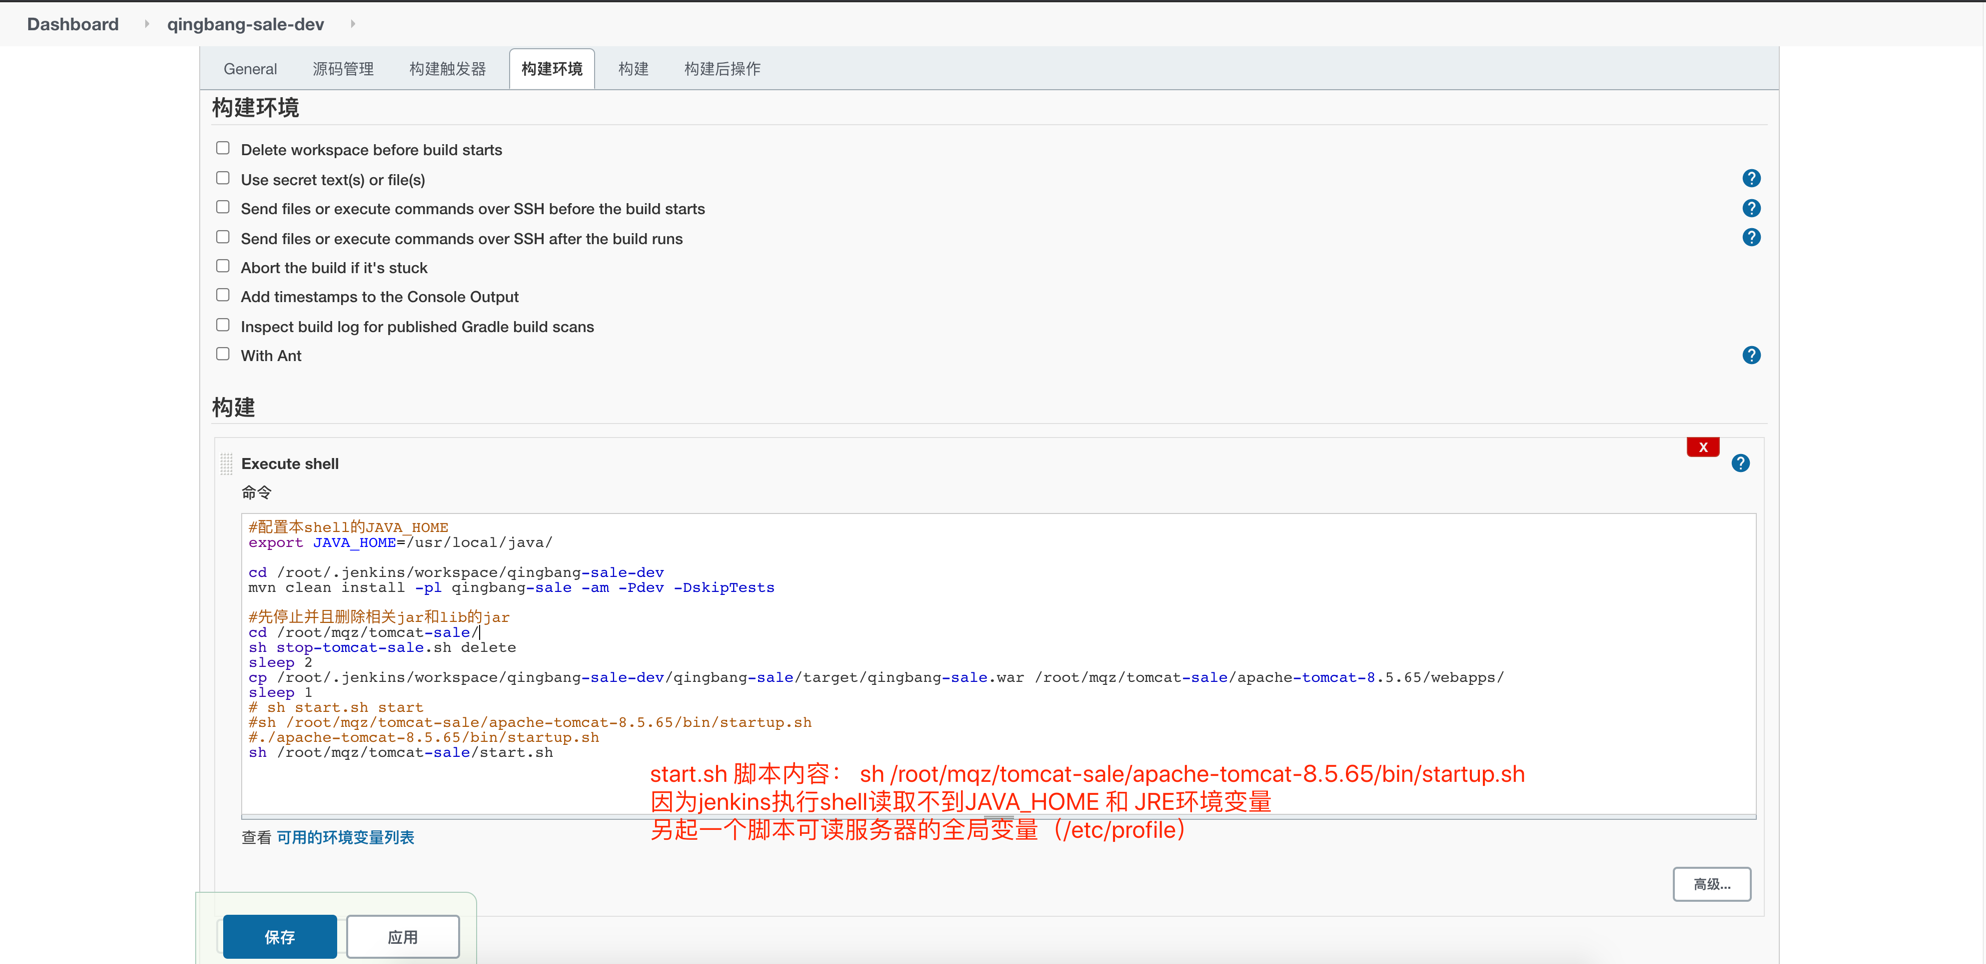 Dashboard
qingbang-sale-dev
General
源码管理
构建触发器
构建环境
构建
构建后操作
构建环境
Delete workspace before build starts
Use secret text(s) or file(s)
?
Send files or execute commands over SSH before the build starts
?
Send files or execute commands over SSH after the build runs
?
Abort the build if it's stuck
Add timestamps to the Console Output
Inspect build log for published Gradle build scans
With Ant
?
构建
X
Execute shell
?
命令
#配置本shell的JAVA_HOME
export JAVA_HOME=/usr/local/java/
cd /root/.jenkins/workspace/qingbang-sale-dev
mvn clean install -pl qingbang-sale -am -Pdev -DskipTests
#先停止并且删除相关jar和lib的jar
cd /root/mqz/tomcat-sale/
sh stop-tomcat-sale.sh delete
sleep 2
cp /root/.jenkins/workspace/qingbang-sale-dev/qingbang-sale/target/qingbang-sale.war /root/mqz/tomcat-sale/apache-tomcat-8.5.65/webapps/
sleep 1
# sh start.sh start
#sh /root/mqz/tomcat-sale/apache-tomcat-8.5.65/bin/startup.sh
#./apache-tomcat-8.5.65/bin/startup.sh
sh /root/mqz/tomcat-sale/start.sh
start.sh 脚本内容： sh /root/mqz/tomcat-sale/apache-tomcat-8.5.65/bin/startup.sh
因为jenkins执行shell读取不到JAVA_HOME 和 JRE环境变量
另起一个脚本可读服务器的全局变量（/etc/profile）
查看 可用的环境变量列表
高级...
保存
应用